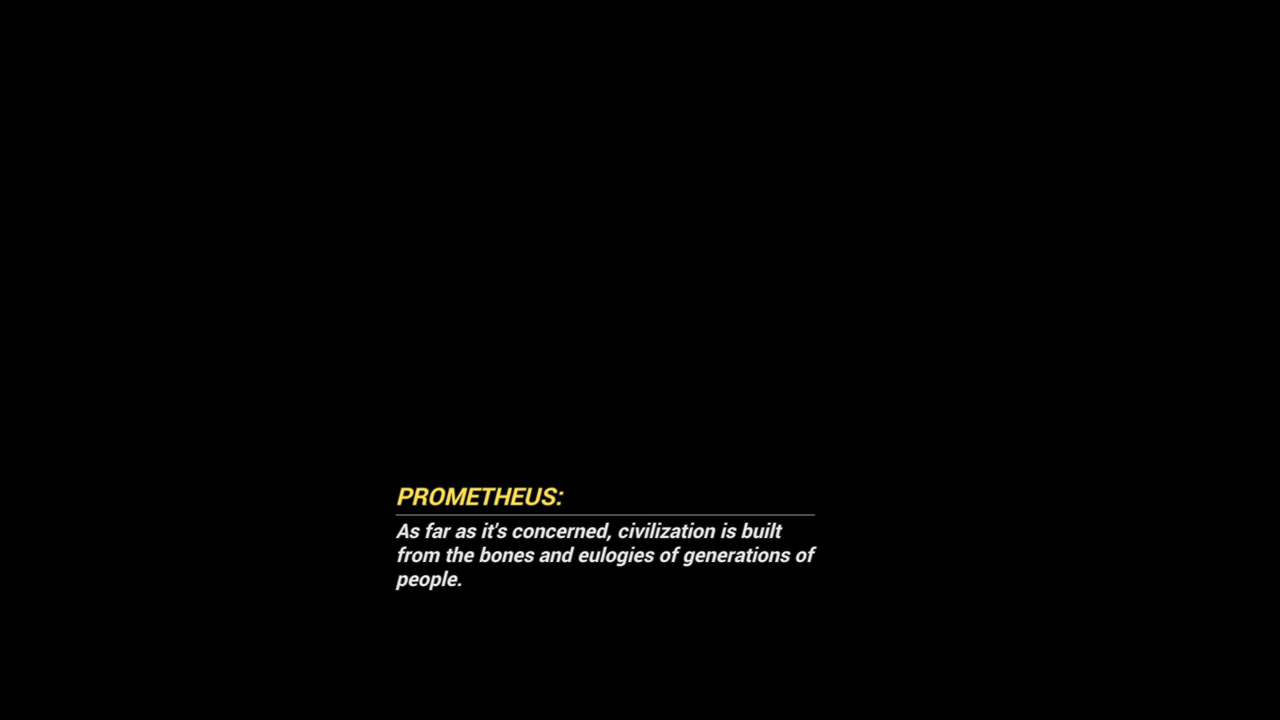 PROMETHEUS:
As far as it's concerned, civilization is built
from the bones and eulogies of generations of
people.